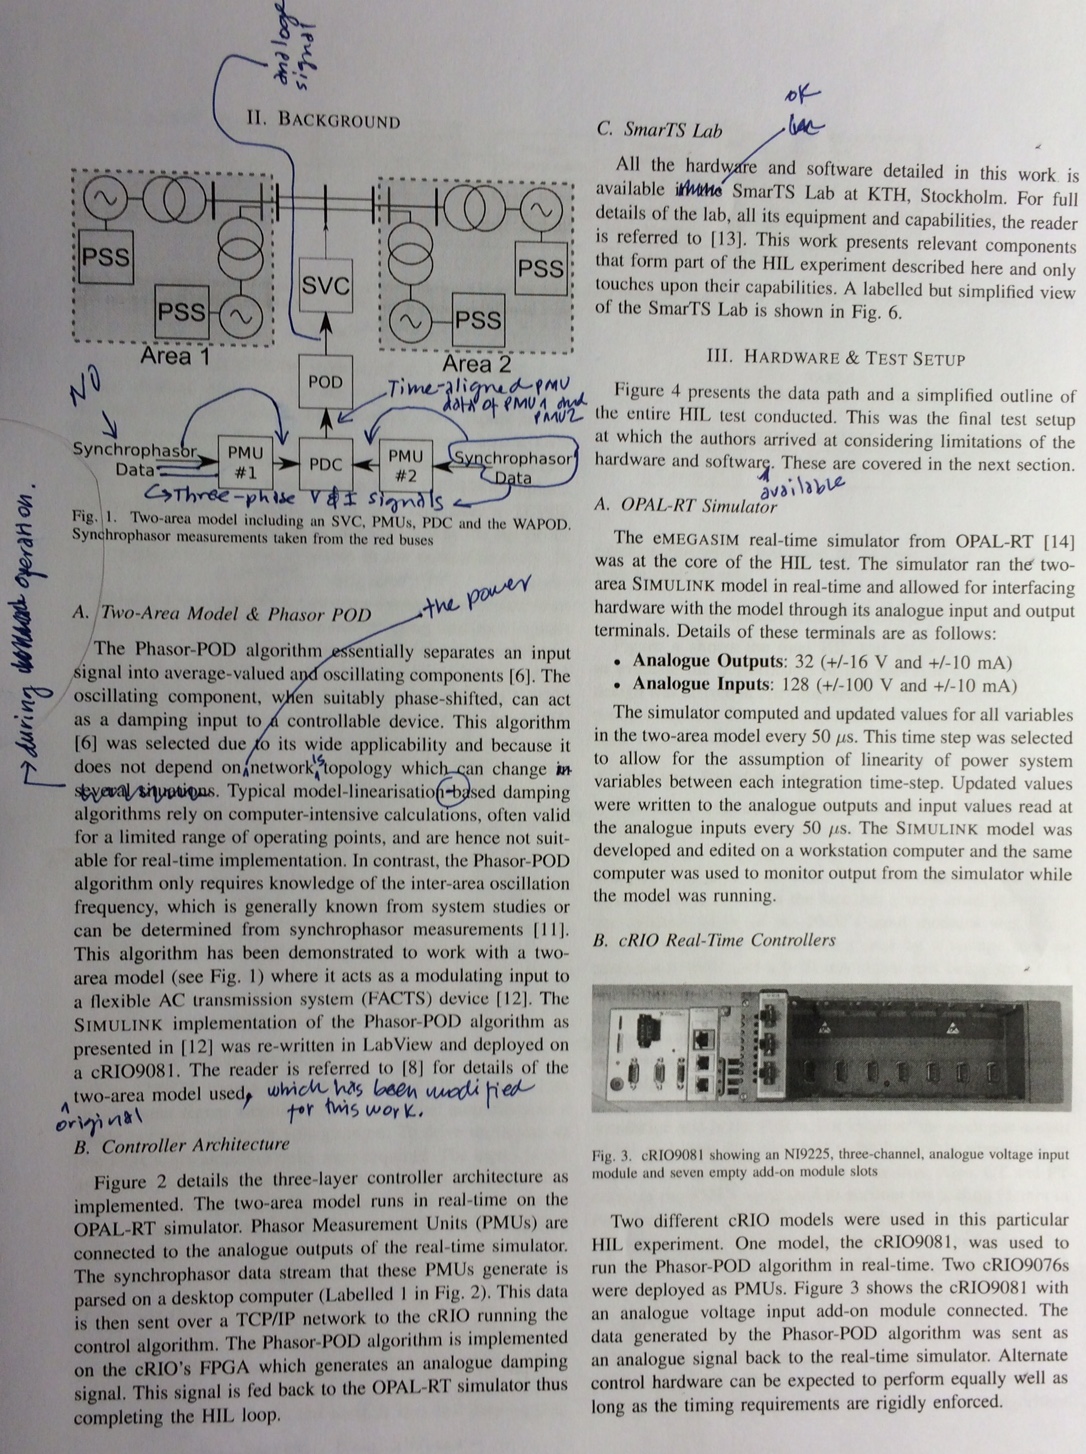 analoge
signal
II. BACKGROUND
PSS
PSS
SVC
PSS
PSS
Area 1
Area 2
POD
NO
Time-aligned PMU
data of PMU1 and
PMU2
Synchrophasor
Data
PMU
#1
PDC
PMU
#2
Synchrophasor
Data
Three-phase V & I signals
Fig. 1. Two-area model including an SVC, PMUs, PDC and the WAPOD.
Synchrophasor measurements taken from the red buses
during operation.
A. Two-Area Model & Phasor POD
the power
The Phasor-POD algorithm essentially separates an input
signal into average-valued and oscillating components [6]. The
oscillating component, when suitably phase-shifted, can act
as a damping input to a controllable device. This algorithm
[6] was selected due to its wide applicability and because it
does not depend on network's topology which can change in
several situations. Typical model-linearisation-based damping
algorithms rely on computer-intensive calculations, often valid
for a limited range of operating points, and are hence not suit-
able for real-time implementation. In contrast, the Phasor-POD
algorithm only requires knowledge of the inter-area oscillation
frequency, which is generally known from system studies or
can be determined from synchrophasor measurements [11].
This algorithm has been demonstrated to work with a two-
area model (see Fig. 1) where it acts as a modulating input to
a flexible AC transmission system (FACTS) device [12]. The
SIMULINK implementation of the Phasor-POD algorithm as
presented in [12] was re-written in LabView and deployed on
a cRIO9081. The reader is referred to [8] for details of the
two-area model used, which has been modified
for this work.
original
B. Controller Architecture
Figure 2 details the three-layer controller architecture as
implemented. The two-area model runs in real-time on the
OPAL-RT simulator. Phasor Measurement Units (PMUs) are
connected to the analogue outputs of the real-time simulator.
The synchrophasor data stream that these PMUs generate is
parsed on a desktop computer (Labelled 1 in Fig. 2). This data
is then sent over a TCP/IP network to the cRIO running the
control algorithm. The Phasor-POD algorithm is implemented
on the cRIO's FPGA which generates an analogue damping
signal. This signal is fed back to the OPAL-RT simulator thus
completing the HIL loop.
OK
C. SmarTS Lab
All the hardware and software detailed in this work is
available SmarTS Lab at KTH, Stockholm. For full
details of the lab, all its equipment and capabilities, the reader
is referred to [13]. This work presents relevant components
that form part of the HIL experiment described here and only
touches upon their capabilities. A labelled but simplified view
of the SmarTS Lab is shown in Fig. 6.
III. HARDWARE & TEST SETUP
Figure 4 presents the data path and a simplified outline of
the entire HIL test conducted. This was the final test setup
at which the authors arrived at considering limitations of the
hardware and software. These are covered in the next section.
available
A. OPAL-RT Simulator
The eMEGASIM real-time simulator from OPAL-RT [14]
was at the core of the HIL test. The simulator ran the two-
area SIMULINK model in real-time and allowed for interfacing
hardware with the model through its analogue input and output
terminals. Details of these terminals are as follows:
• Analogue Outputs: 32 (+/-16 V and +/-10 mA)
• Analogue Inputs: 128 (+/-100 V and +/-10 mA)
The simulator computed and updated values for all variables
in the two-area model every 50 μs. This time step was selected
to allow for the assumption of linearity of power system
variables between each integration time-step. Updated values
were written to the analogue outputs and input values read at
the analogue inputs every 50 μs. The SIMULINK model was
developed and edited on a workstation computer and the same
computer was used to monitor output from the simulator while
the model was running.
B. cRIO Real-Time Controllers
Fig. 3. cRIO9081 showing an NI9225, three-channel, analogue voltage input
module and seven empty add-on module slots
Two different cRIO models were used in this particular
HIL experiment. One model, the cRIO9081, was used to
run the Phasor-POD algorithm in real-time. Two cRIO9076s
were deployed as PMUs. Figure 3 shows the cRIO9081 with
an analogue voltage input add-on module connected. The
data generated by the Phasor-POD algorithm was sent as
an analogue signal back to the real-time simulator. Alternate
control hardware can be expected to perform equally well as
long as the timing requirements are rigidly enforced.